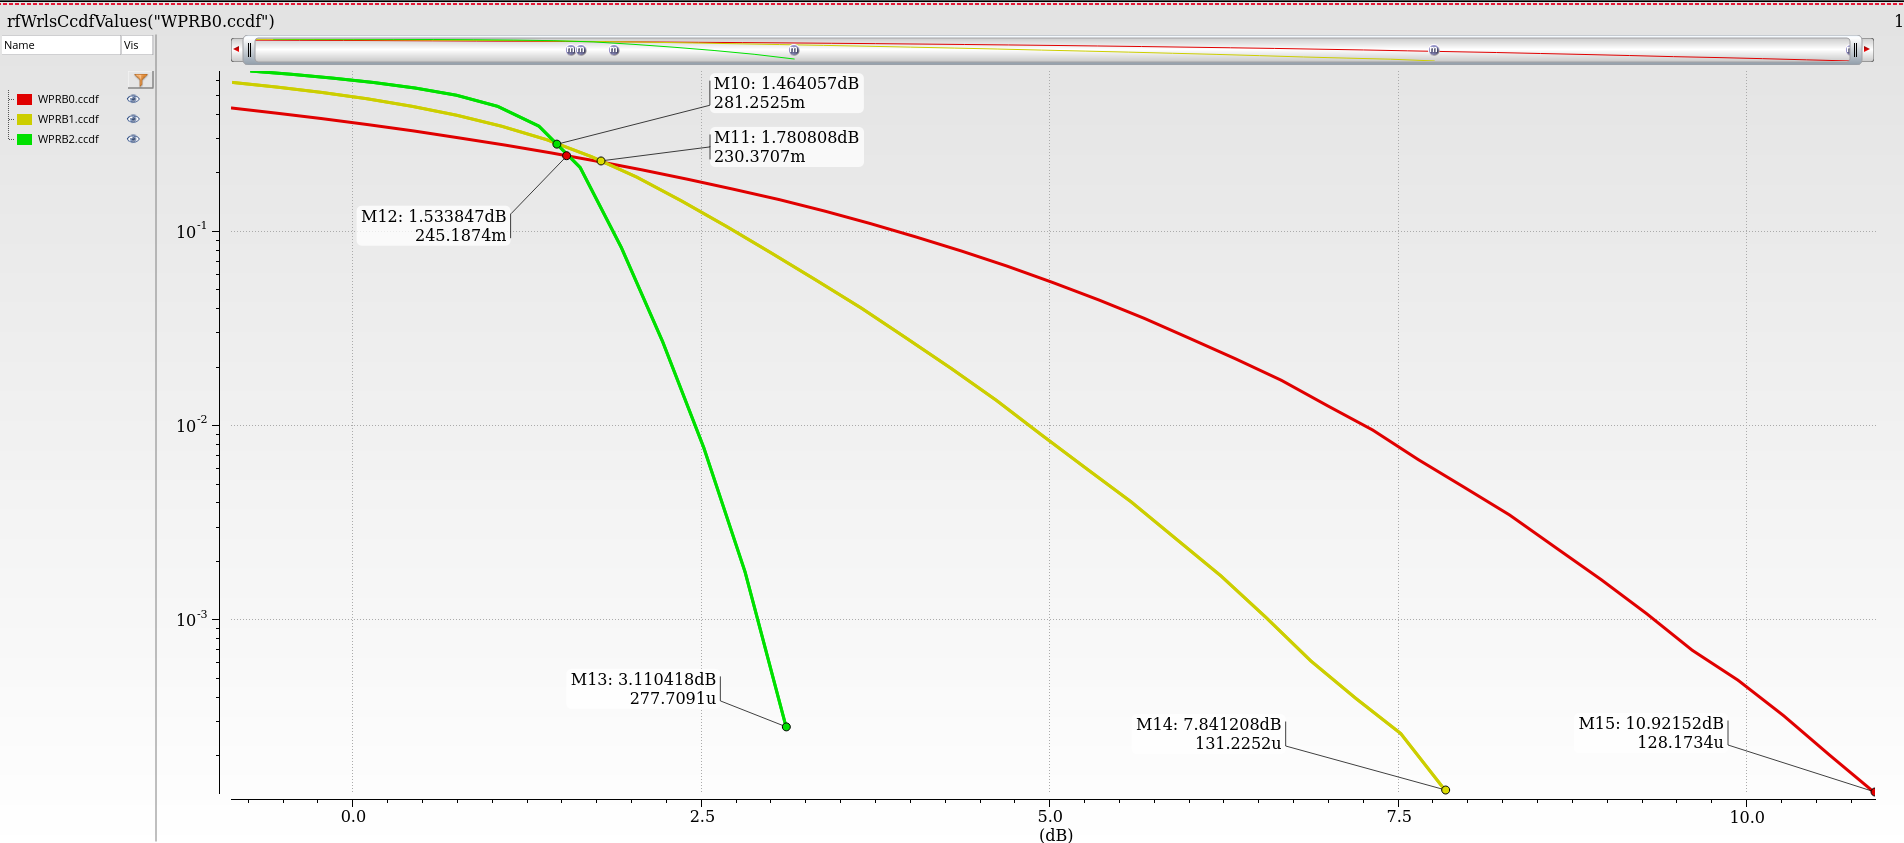 rfWrlsCcdfValues("WPRB0.ccdf")
1
Name Vis
WPRB0.ccdf
WPRB1.ccdf
WPRB2.ccdf
m m m m m
M10: 1.464057dB
281.2525m
M11: 1.780808dB
230.3707m
M12: 1.533847dB
245.1874m
10-1
10-2
10-3
M13: 3.110418dB
277.7091u
M14: 7.841208dB
131.2252u
M15: 10.92152dB
128.1734u
0.0 2.5 5.0 7.5 10.0
(dB)